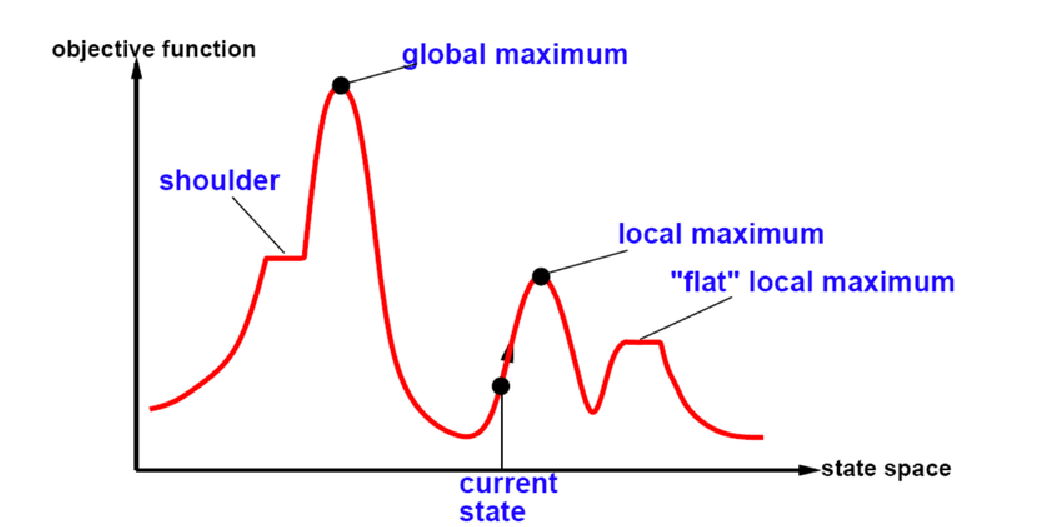 objective function
global maximum
shoulder
local maximum
"flat" local maximum
state space
current
state